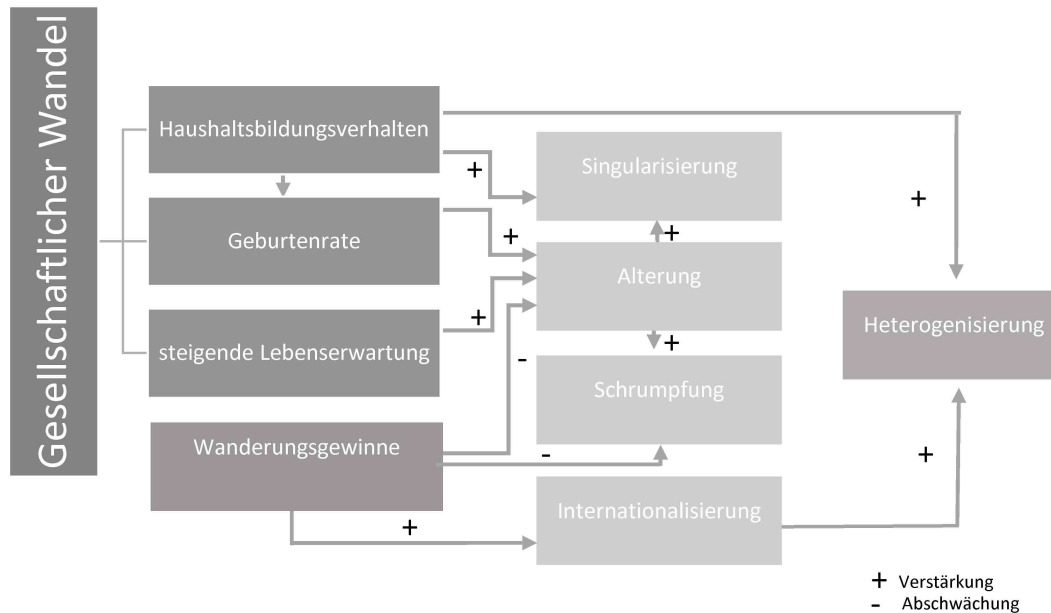 Gesellschaftlicher Wandel
Haushaltsbildungsverhalten
+
Singularisierung
+
Geburtenrate
+
+
Alterung
Heterogenisierung
+
steigende Lebenserwartung
-
+
Schrumpfung
Wanderungsgewinne
-
+
Internationalisierung
+
+ Verstärkung
- Abschwächung